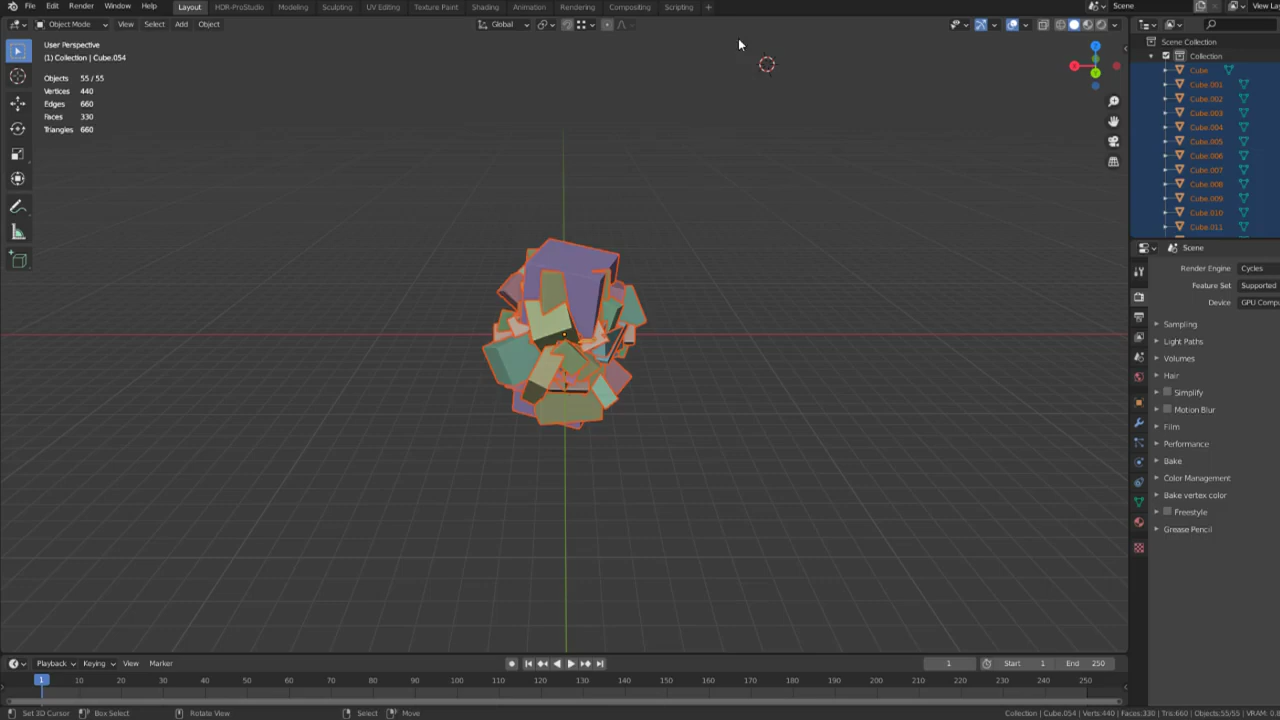 File Edit Render Window Help Layout HDR-ProStudio Modeling Sculpting UV Editing Texture Paint Shading Animation Rendering Compositing Scripting + Scene View Lay
Object Mode View Select Add Object Global
User Perspective
(1) Collection | Cube.054
Objects 55 / 55
Vertices 440
Edges 660
Faces 330
Triangles 660
Scene Collection
Collection
Cube
Cube.001
Cube.002
Cube.003
Cube.004
Cube.005
Cube.006
Cube.007
Cube.008
Cube.009
Cube.010
Cube.011
Scene
Render Engine Cycles
Feature Set Supported
Device GPU Compu
Sampling
Light Paths
Volumes
Hair
Simplify
Motion Blur
Film
Performance
Bake
Color Management
Bake vertex color
Freestyle
Grease Pencil
Playback Keying View Marker 1 Start 1 End 250
1 10 20 30 40 50 60 70 80 90 100 110 120 130 140 150 160 170 180 190 200 210 220 230 240 250
Set 3D Cursor Box Select Rotate View Select Move Collection | Cube.054 | Verts:440 | Faces:330 | Tris:660 | Objects:55/55 | VRAM: 0.